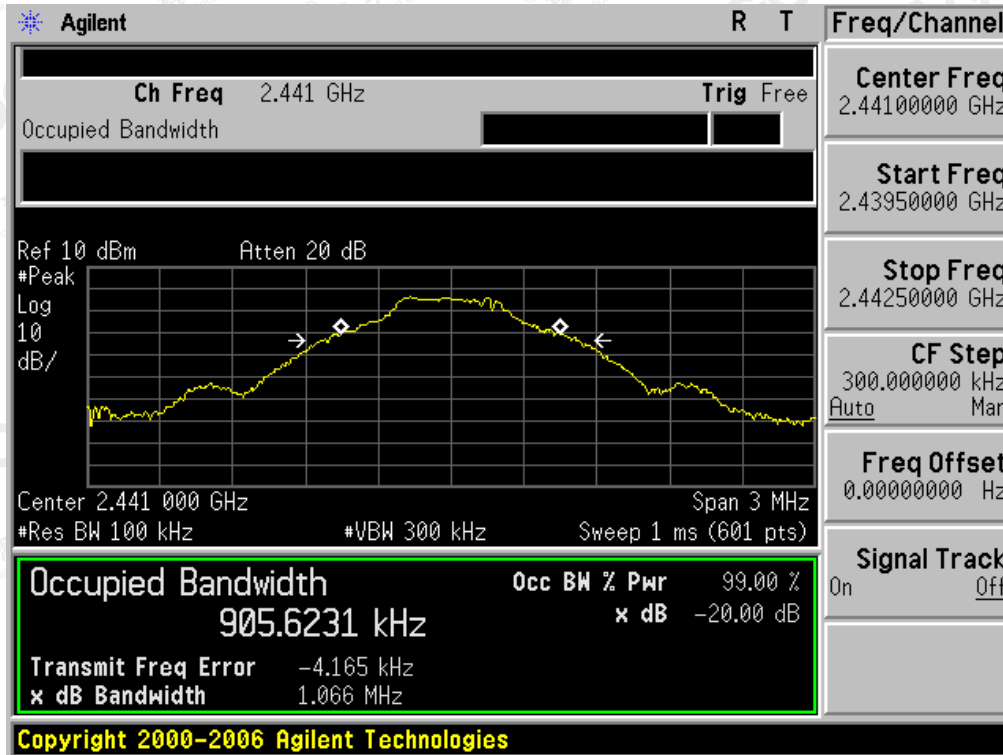 Agilent R T Freq/Channel
Ch Freq 2.441 GHz Trig Free
Occupied Bandwidth
Center Freq
2.44100000 GHz
Start Freq
2.43950000 GHz
Stop Freq
2.44250000 GHz
CF Step
300.000000 kHz
Auto Man
Freq Offset
0.00000000 Hz
Signal Track
On Off
Ref 10 dBm Atten 20 dB
#Peak
Log
10
dB/
Center 2.441 000 GHz Span 3 MHz
#Res BW 100 kHz #VBW 300 kHz Sweep 1 ms (601 pts)
Occupied Bandwidth Occ BW % Pwr 99.00 %
905.6231 kHz x dB -20.00 dB
Transmit Freq Error -4.165 kHz
x dB Bandwidth 1.066 MHz
Copyright 2000-2006 Agilent Technologies